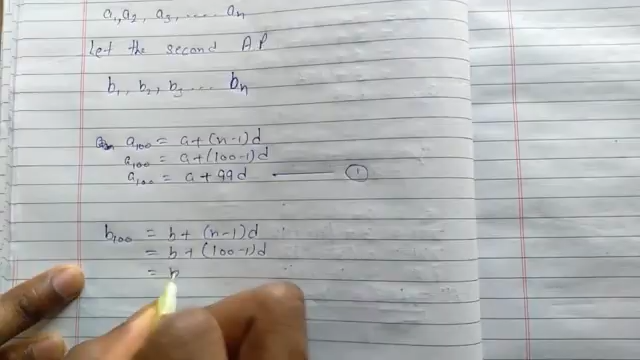 a₁, a₂, a₃, .... aₙ
Let the second A.P
b₁, b₂, b₃ .... bₙ
a₁₀₀ = a + (n-1)d
a₁₀₀ = a + (100-1)d
a₁₀₀ = a + 99d ——— ①
b₁₀₀ = b + (n-1)d
= b + (100-1)d
= b